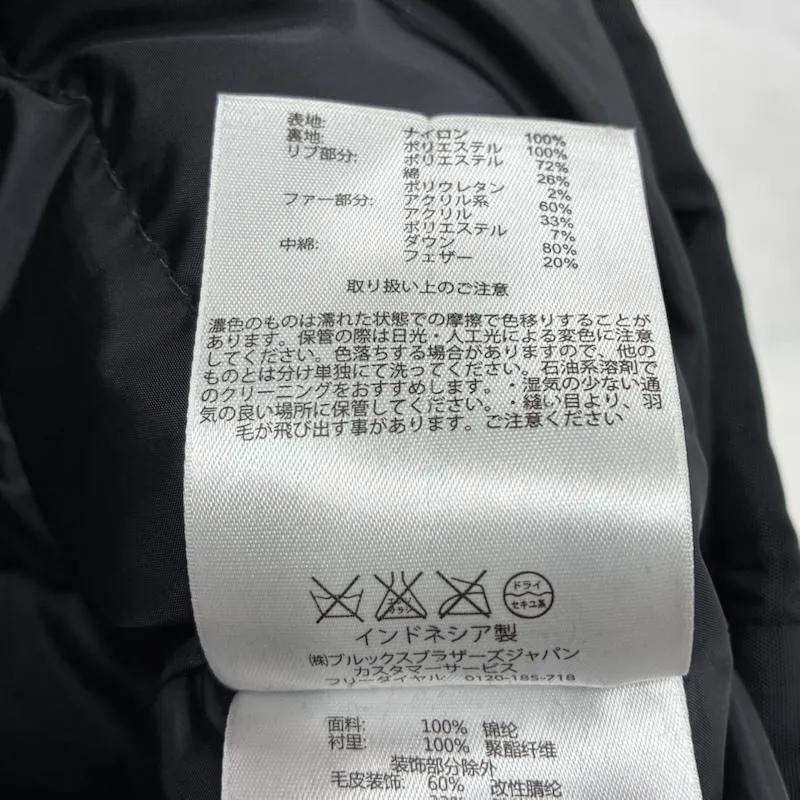 表地: ナイロン 100%
裏地: ポリエステル 100%
リブ部分: ポリエステル 72%
綿 26%
ポリウレタン 2%
ファー部分: アクリル系 60%
アクリル 33%
ポリエステル 7%
中綿: ダウン 80%
フェザー 20%
取り扱い上のご注意
濃色のものは濡れた状態での摩擦で色移りすることが
あります。保管の際は日光・人工光による変色に注意
してください。色落ちする場合がありますので、他の
ものとは分け単独にて洗ってください。石油系溶剤で
のクリーニングをおすすめします。・湿気の少ない通
気の良い場所に保管してください。・縫い目より、羽
毛が飛び出す事があります。ご注意ください
エンソ
サラシ
ドライ
セキユ系
インドネシア製
㈱ブルックスブラザーズジャパン
カスタマーサービス
フリーダイヤル 0120-185-718
面料: 100% 锦纶
衬里: 100% 聚酯纤维
装饰部分除外
毛皮装饰: 60% 改性腈纶